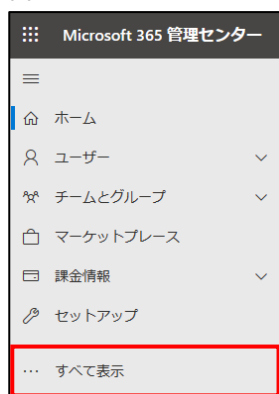 Microsoft 365 管理センター
ホーム
ユーザー
チームとグループ
マーケットプレース
課金情報
セットアップ
… すべて表示